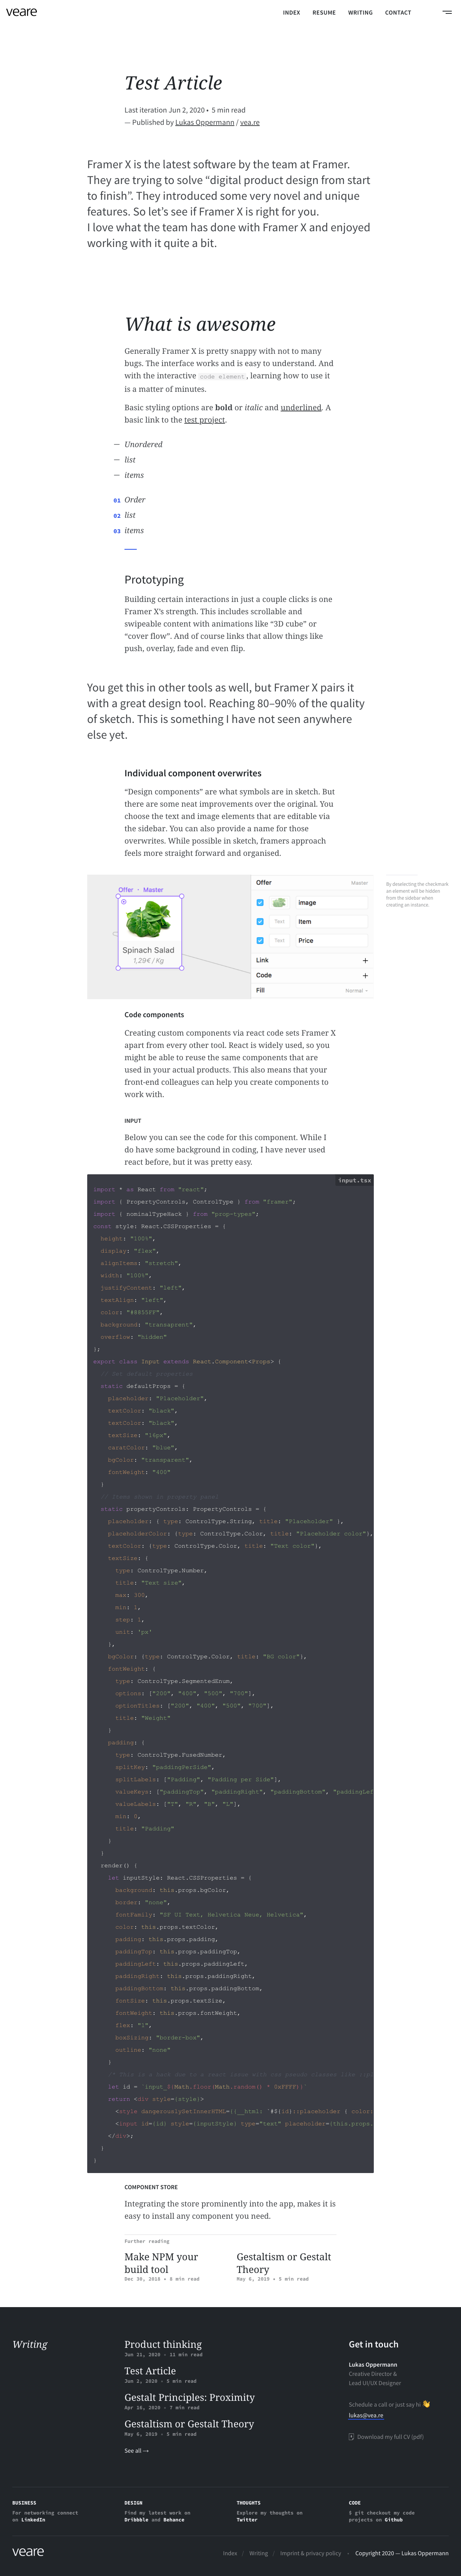 veare
INDEX RESUME WRITING CONTACT
Test Article
Last iteration Jun 2, 2020 • 5 min read
— Published by Lukas Oppermann / vea.re
Framer X is the latest software by the team at Framer.
They are trying to solve “digital product design from start
to finish”. They introduced some very novel and unique
features. So let’s see if Framer X is right for you.
I love what the team has done with Framer X and enjoyed
working with it quite a bit.
What is awesome
Generally Framer X is pretty snappy with not to many
bugs. The interface works and is easy to understand. And
with the interactive code element, learning how to use it
is a matter of minutes.
Basic styling options are bold or italic and underlined. A
basic link to the test project.
— Unordered
— list
— items
01 Order
02 list
03 items
Prototyping
Building certain interactions in just a couple clicks is one
Framer X’s strength. This includes scrollable and
swipeable content with animations like “3D cube” or
“cover flow”. And of course links that allow things like
push, overlay, fade and even flip.
You get this in other tools as well, but Framer X pairs it
with a great design tool. Reaching 80–90% of the quality
of sketch. This is something I have not seen anywhere
else yet.
Individual component overwrites
“Design components” are what symbols are in sketch. But
there are some neat improvements over the original. You
choose the text and image elements that are editable via
the sidebar. You can also provide a name for those
overwrites. While possible in sketch, framers approach
feels more straight forward and organised.
Offer • Master
Spinach Salad
1,29€ / Kg
Offer Master
image
Text Item
Text Price
Link +
Code +
Fill Normal
By deselecting the checkmark
an element will be hidden
from the sidebar when
creating an instance.
Code components
Creating custom components via react code sets Framer X
apart from every other tool. React is widely used, so you
might be able to reuse the same components that are
used in your actual products. This also means that your
front-end colleagues can help you create components to
work with.
INPUT
Below you can see the code for this component. While I
do have some background in coding, I have never used
react before, but it was pretty easy.
input.tsx
import * as React from "react";
import { PropertyControls, ControlType } from "framer";
import { nominalTypeHack } from "prop-types";
const style: React.CSSProperties = {
height: "100%",
display: "flex",
alignItems: "stretch",
width: "100%",
justifyContent: "left",
textAlign: "left",
color: "#8855FF",
background: "transaprent",
overflow: "hidden"
};
export class Input extends React.Component<Props> {
static defaultProps = {
placeholder: "Placeholder",
textColor: "black",
textColor: "black",
textSize: "16px",
caratColor: "blue",
bgColor: "transparent",
fontWeight: "400"
}
static propertyControls: PropertyControls = {
placeholder: { type: ControlType.String, title: "Placeholder" },
placeholderColor: {type: ControlType.Color, title: "Placeholder color"},
textColor: {type: ControlType.Color, title: "Text color"},
textSize: {
type: ControlType.Number,
title: "Text size",
max: 300,
min: 1,
step: 1,
unit: 'px'
},
bgColor: {type: ControlType.Color, title: "BG color"},
fontWeight: {
type: ControlType.SegmentedEnum,
options: ["200", "400", "500", "700"],
optionTitles: ["200", "400", "500", "700"],
title: "Weight"
}
padding: {
type: ControlType.FusedNumber,
splitKey: "paddingPerSide",
splitLabels: ["Padding", "Padding per Side"],
valueKeys: ["paddingTop", "paddingRight", "paddingBottom", "paddingLef
valueLabels: ["T", "R", "B", "L"],
min: 0,
title: "Padding"
}
}
render() {
let inputStyle: React.CSSProperties = {
background: this.props.bgColor,
border: "none",
fontFamily: "SF UI Text, Helvetica Neue, Helvetica",
color: this.props.textColor,
padding: this.props.padding,
paddingTop: this.props.paddingTop,
paddingLeft: this.props.paddingLeft,
paddingRight: this.props.paddingRight,
paddingBottom: this.props.paddingBottom,
fontSize: this.props.textSize,
fontWeight: this.props.fontWeight,
flex: "1",
boxSizing: "border-box",
outline: "none"
}
let id = `input_${Math.floor(Math.random() * 0xFFFF)}`
return <div style={style}>
<style dangerouslySetInnerHTML={{__html: `#${id}::placeholder { color:
<input id={id} style={inputStyle} type="text" placeholder={this.props.
</div>;
}
}
COMPONENT STORE
Integrating the store prominently into the app, makes it is
easy to install any component you need.
Further reading
Make NPM your
build tool
Dec 30, 2010 • 8 min read
Gestaltism or Gestalt
Theory
May 6, 2019 • 5 min read
Writing
Product thinking
Jun 21, 2020 · 11 min read
Test Article
Jun 2, 2020 · 5 min read
Gestalt Principles: Proximity
Apr 16, 2020 · 7 min read
Gestaltism or Gestalt Theory
May 6, 2019 · 5 min read
See all →
Get in touch
Lukas Oppermann
Creative Director &
Lead UI/UX Designer
Schedule a call or just say hi 👋
lukas@vea.re
Download my full CV (pdf)
BUSINESS
For networking connect
on LinkedIn
DESIGN
Find my latest work on
Dribbble and Behance
THOUGHTS
Explore my thoughts on
Twitter
CODE
$ git checkout my code
projects on Github
veare
Index / Writing / Imprint & privacy policy • Copyright 2020 — Lukas Oppermann